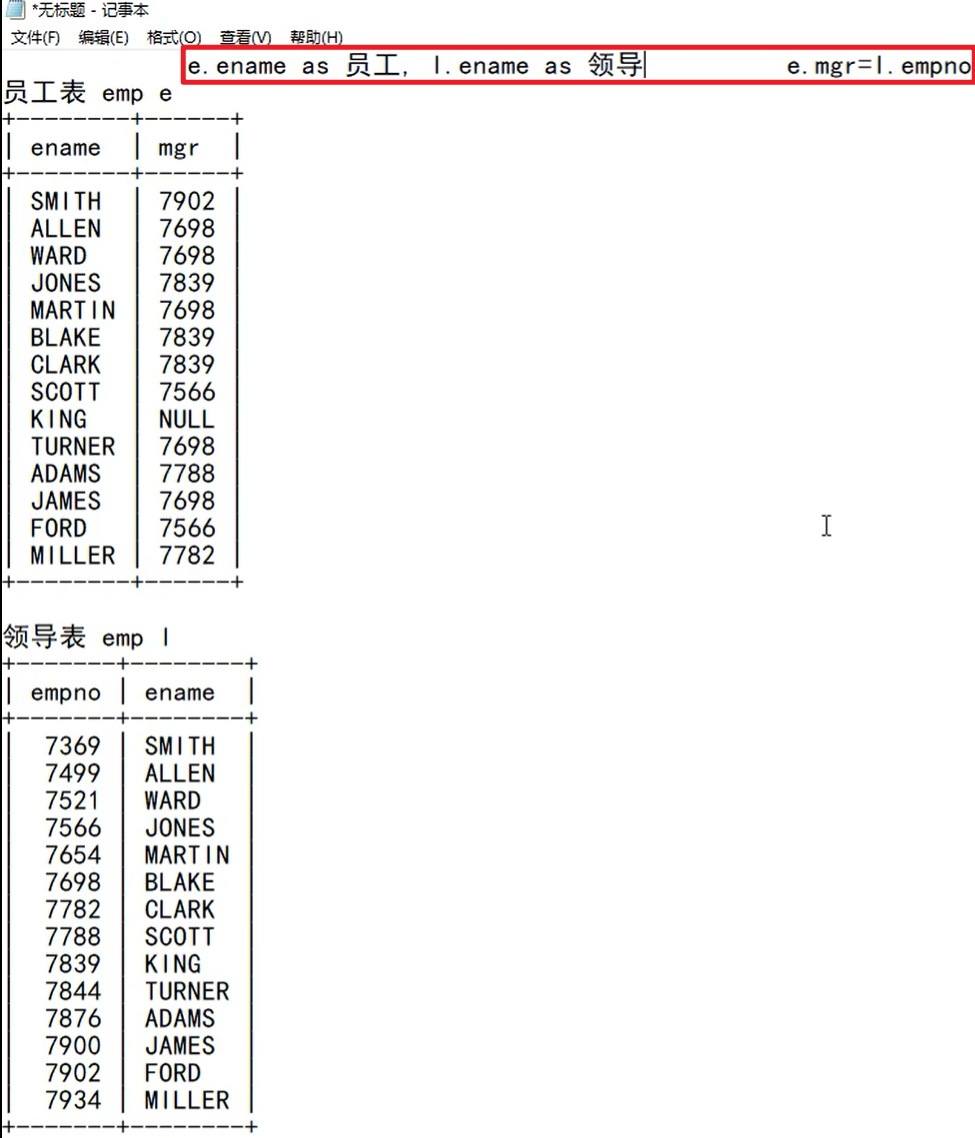 *无标题 - 记事本
文件(F) 编辑(E) 格式(O) 查看(V) 帮助(H)
e.ename as 员工, l.ename as 领导 e.mgr=l.empno
员工表 emp e
+--------+------+
| ename | mgr |
+--------+------+
| SMITH | 7902 |
| ALLEN | 7698 |
| WARD | 7698 |
| JONES | 7839 |
| MARTIN | 7698 |
| BLAKE | 7839 |
| CLARK | 7839 |
| SCOTT | 7566 |
| KING | NULL |
| TURNER | 7698 |
| ADAMS | 7788 |
| JAMES | 7698 |
| FORD | 7566 |
| MILLER | 7782 |
+--------+------+
领导表 emp l
+-------+--------+
| empno | ename |
+-------+--------+
| 7369 | SMITH |
| 7499 | ALLEN |
| 7521 | WARD |
| 7566 | JONES |
| 7654 | MARTIN |
| 7698 | BLAKE |
| 7782 | CLARK |
| 7788 | SCOTT |
| 7839 | KING |
| 7844 | TURNER |
| 7876 | ADAMS |
| 7900 | JAMES |
| 7902 | FORD |
| 7934 | MILLER |
+-------+--------+